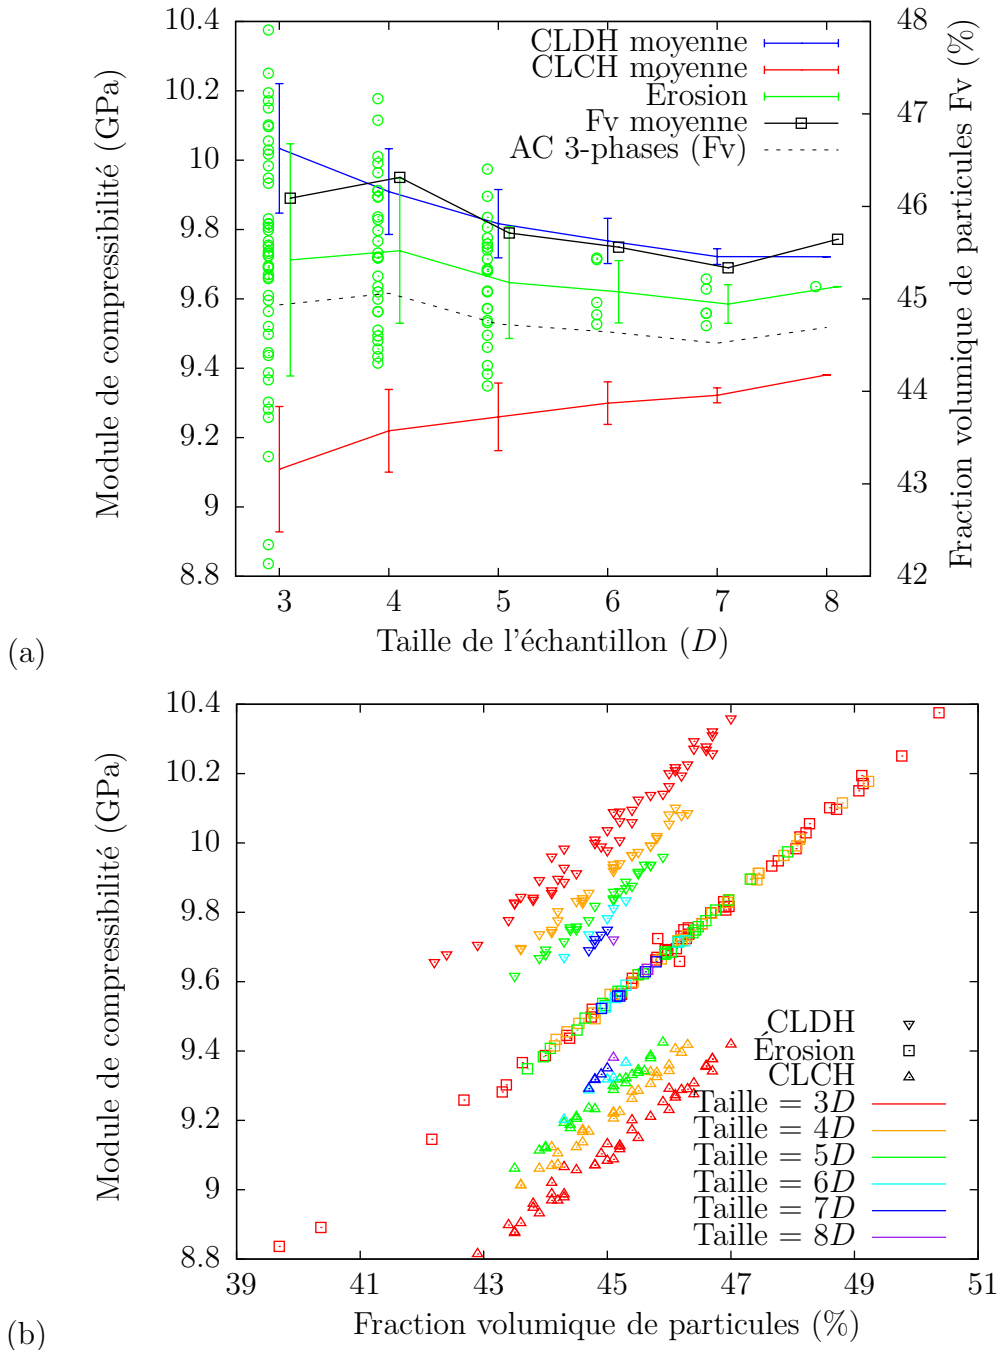 10.4
10.2
10
9.8
9.6
9.4
9.2
9
8.8
Module de compressibilité (GPa)
CLDH moyenne
CLCH moyenne
Érosion
Fv moyenne
AC 3-phases (Fv)
48
47
46
45
44
43
42
Fraction volumique de particules Fv (%)
3 4 5 6 7 8
Taille de l'échantillon (D)
(a)
10.4
10.2
10
9.8
9.6
9.4
9.2
9
8.8
Module de compressibilité (GPa)
CLDH
Érosion
CLCH
Taille = 3D
Taille = 4D
Taille = 5D
Taille = 6D
Taille = 7D
Taille = 8D
39 41 43 45 47 49 51
Fraction volumique de particules (%)
(b)